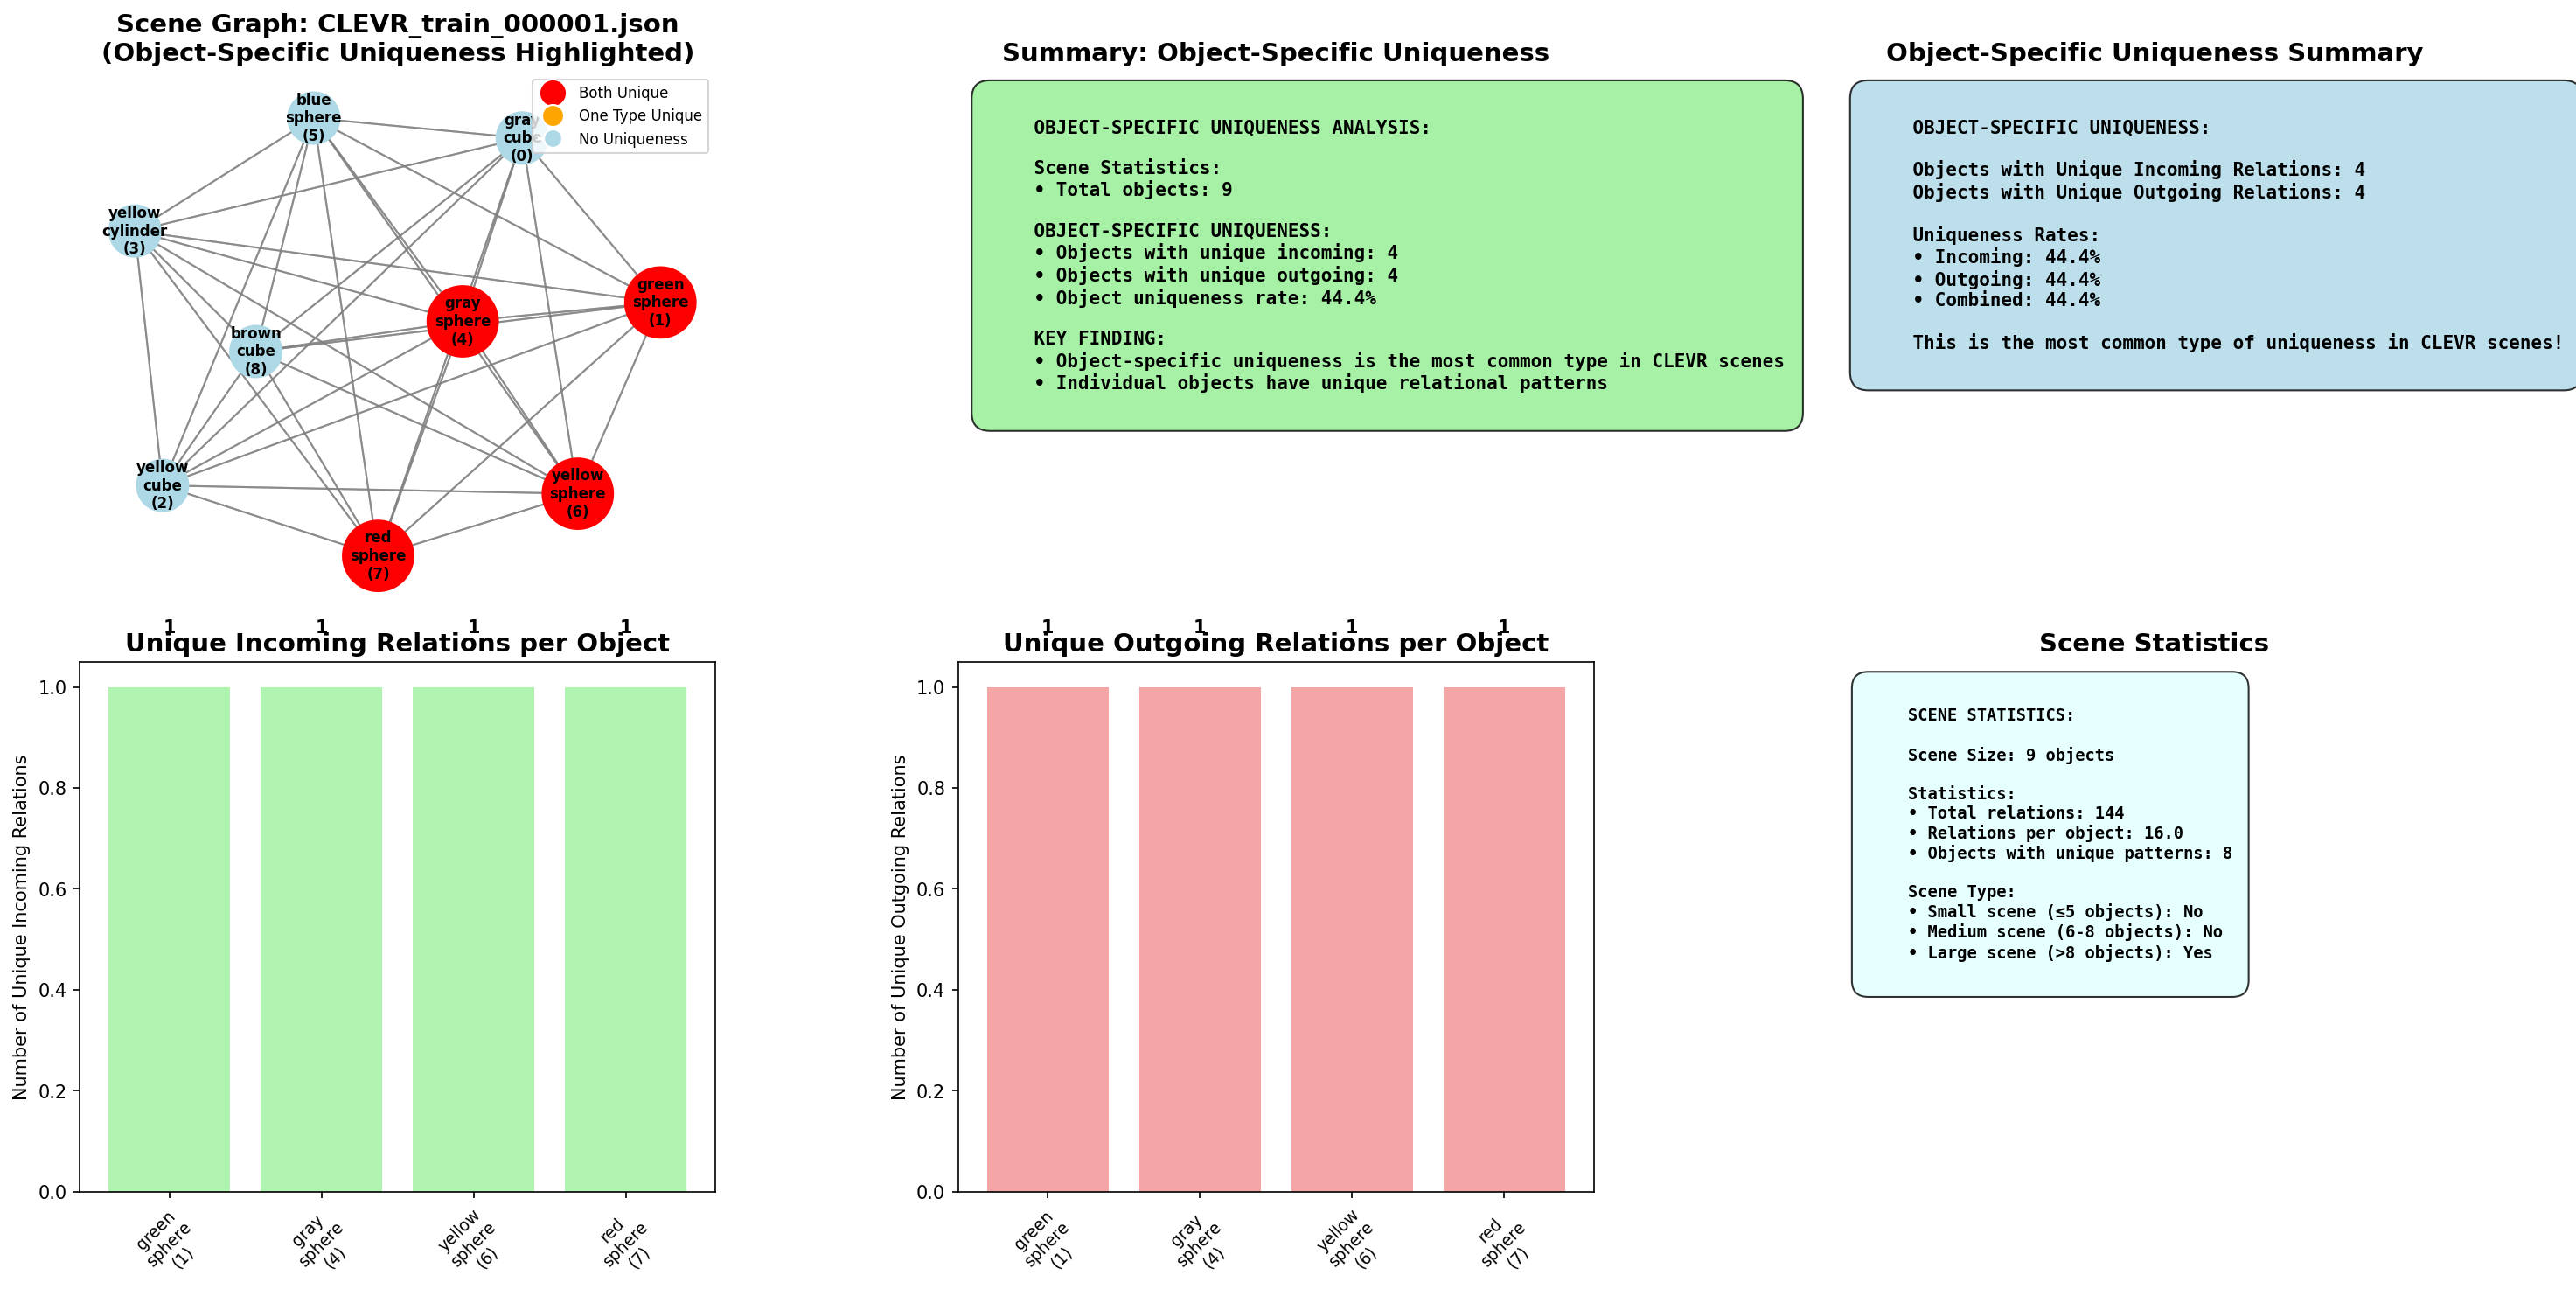 Scene Graph: CLEVR_train_000001.json
(Object-Specific Uniqueness Highlighted)
Both Unique
One Type Unique
No Uniqueness
blue
sphere
(5)
gray
cube
(0)
yellow
cylinder
(3)
green
sphere
(1)
gray
sphere
(4)
brown
cube
(8)
yellow
cube
(2)
yellow
sphere
(6)
red
sphere
(7)
Summary: Object-Specific Uniqueness
OBJECT-SPECIFIC UNIQUENESS ANALYSIS:
Scene Statistics:
• Total objects: 9
OBJECT-SPECIFIC UNIQUENESS:
• Objects with unique incoming: 4
• Objects with unique outgoing: 4
• Object uniqueness rate: 44.4%
KEY FINDING:
• Object-specific uniqueness is the most common type in CLEVR scenes
• Individual objects have unique relational patterns
Object-Specific Uniqueness Summary
OBJECT-SPECIFIC UNIQUENESS:
Objects with Unique Incoming Relations: 4
Objects with Unique Outgoing Relations: 4
Uniqueness Rates:
• Incoming: 44.4%
• Outgoing: 44.4%
• Combined: 44.4%
This is the most common type of uniqueness in CLEVR scenes!
1 1 1 1
Unique Incoming Relations per Object
Number of Unique Incoming Relations
1.0
0.8
0.6
0.4
0.2
0.0
green
sphere
(1)
gray
sphere
(4)
yellow
sphere
(6)
red
sphere
(7)
1 1 1 1
Unique Outgoing Relations per Object
Number of Unique Outgoing Relations
1.0
0.8
0.6
0.4
0.2
0.0
green
sphere
(1)
gray
sphere
(4)
yellow
sphere
(6)
red
sphere
(7)
Scene Statistics
SCENE STATISTICS:
Scene Size: 9 objects
Statistics:
• Total relations: 144
• Relations per object: 16.0
• Objects with unique patterns: 8
Scene Type:
• Small scene (≤5 objects): No
• Medium scene (6-8 objects): No
• Large scene (>8 objects): Yes